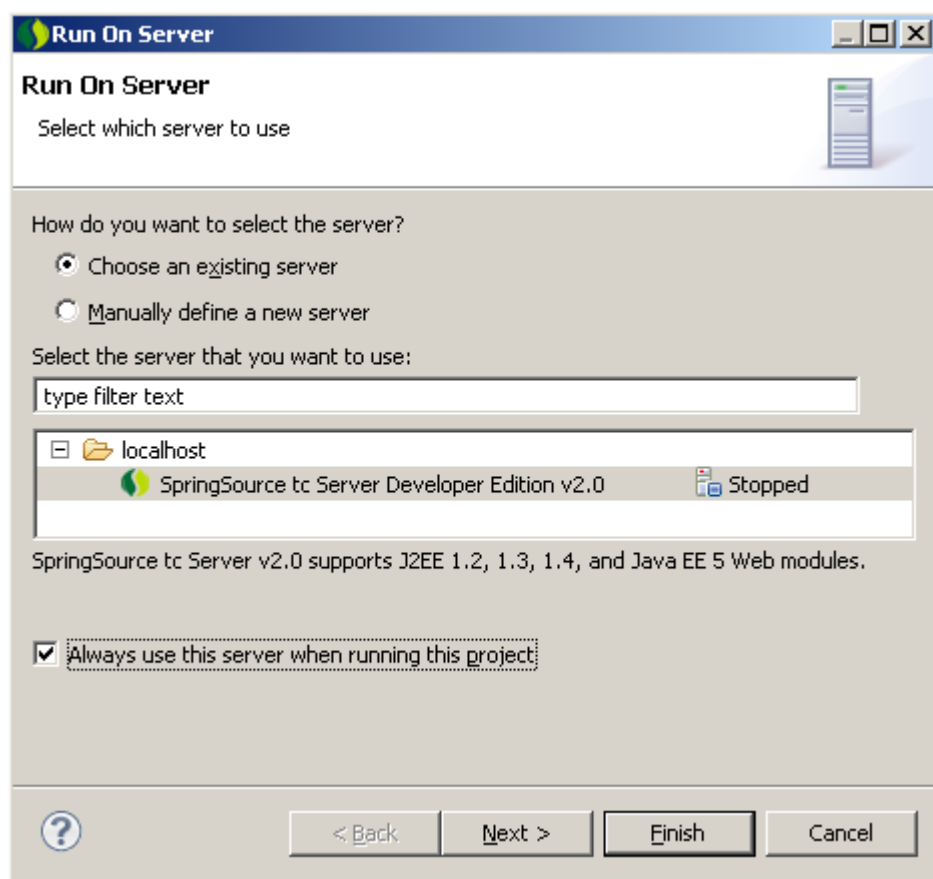 Run On Server
Run On Server
Select which server to use
How do you want to select the server?
Choose an existing server
Manually define a new server
Select the server that you want to use:
type filter text
localhost
SpringSource tc Server Developer Edition v2.0 Stopped
SpringSource tc Server v2.0 supports J2EE 1.2, 1.3, 1.4, and Java EE 5 Web modules.
Always use this server when running this project
? < Back Next > Finish Cancel